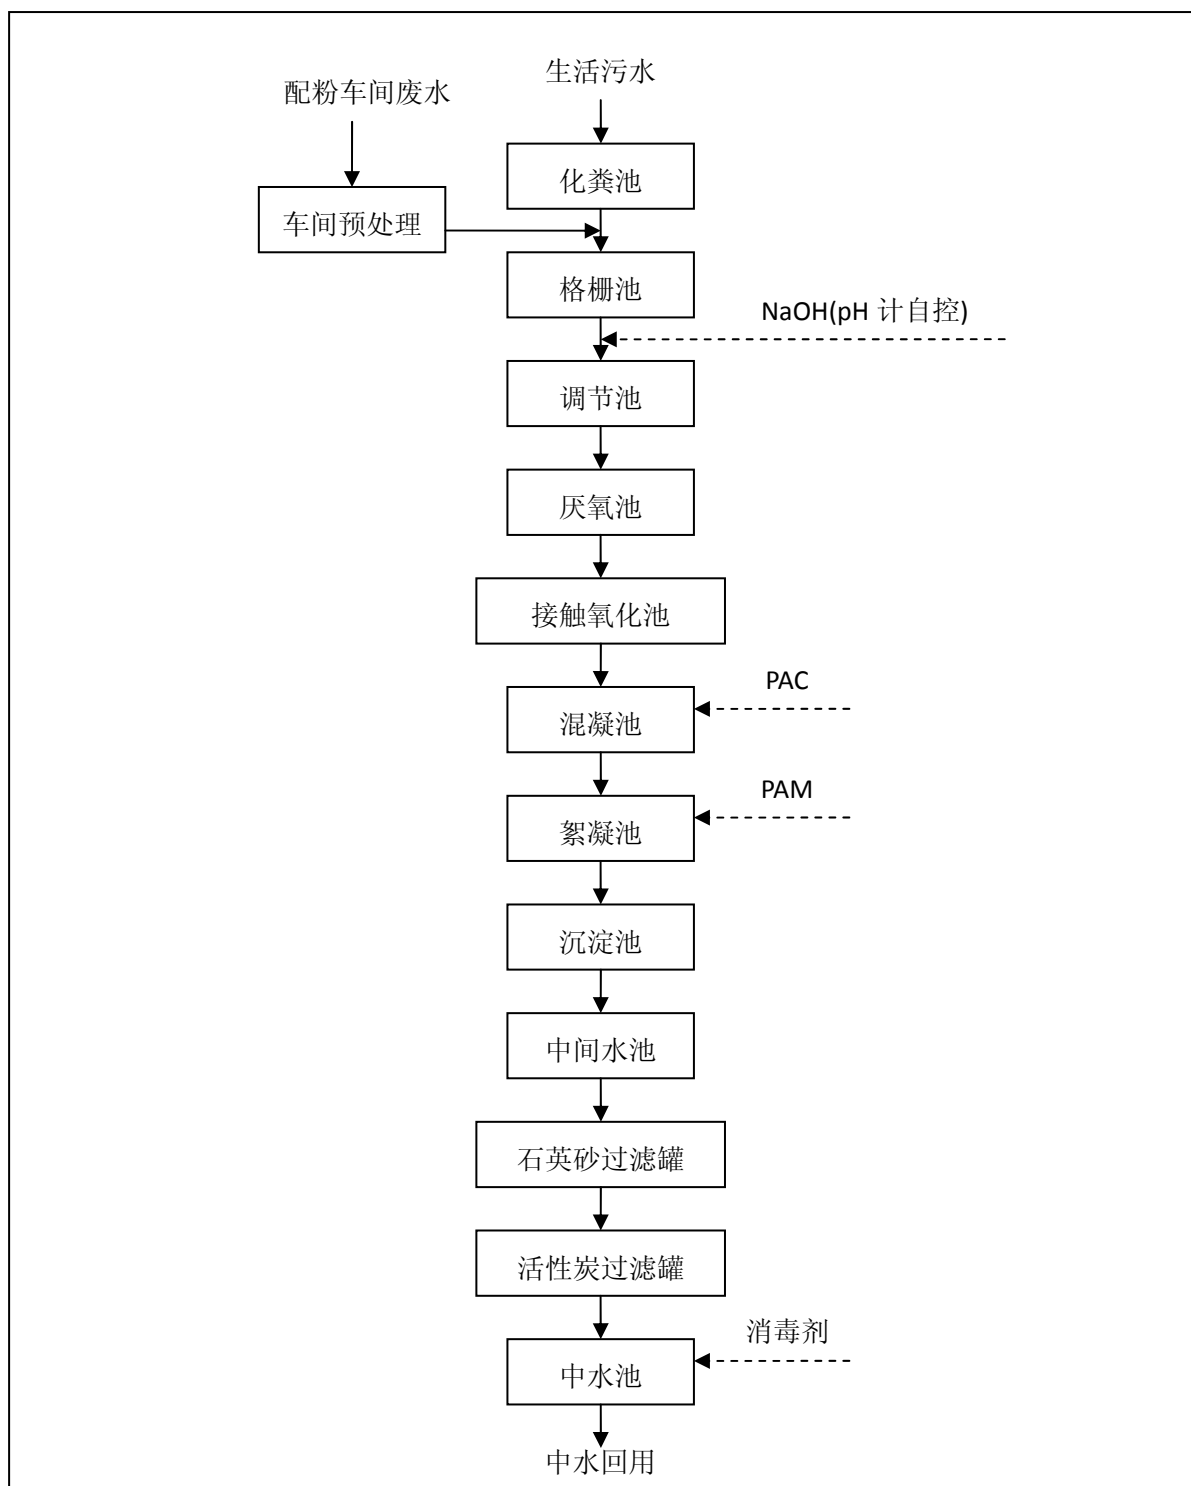 生活污水
配粉车间废水
化粪池
车间预处理
格栅池
NaOH(pH 计自控)
调节池
厌氧池
接触氧化池
PAC
混凝池
PAM
絮凝池
沉淀池
中间水池
石英砂过滤罐
活性炭过滤罐
消毒剂
中水池
中水回用